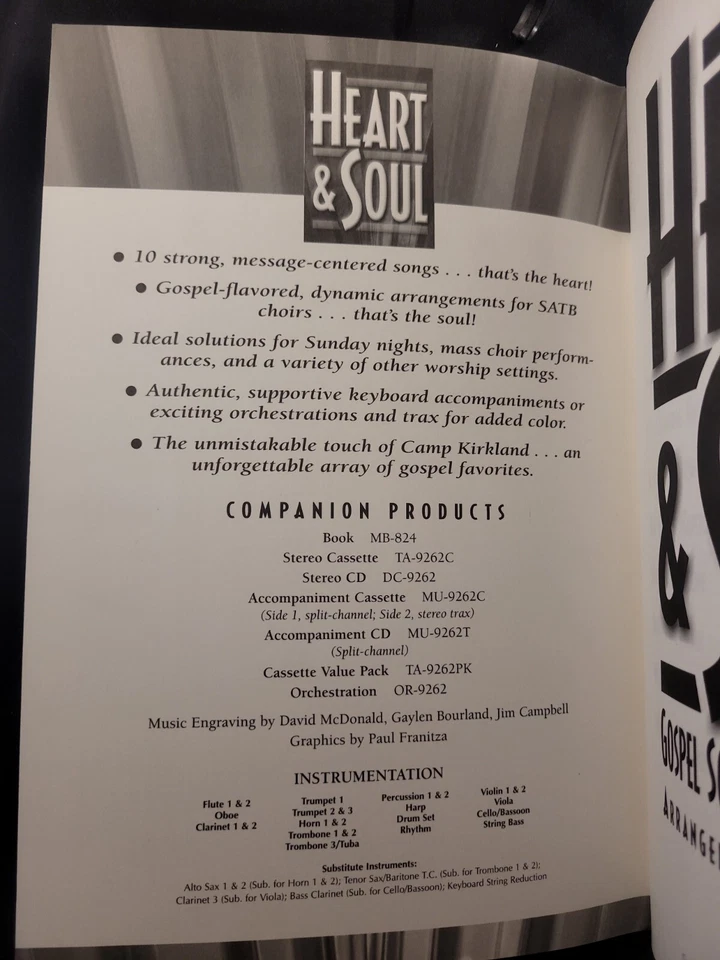 HEART
& SOUL
● 10 strong, message-centered songs . . . that's the heart!
● Gospel-flavored, dynamic arrangements for SATB
choirs . . . that's the soul!
● Ideal solutions for Sunday nights, mass choir perform-
ances, and a variety of other worship settings.
● Authentic, supportive keyboard accompaniments or
exciting orchestrations and trax for added color.
● The unmistakable touch of Camp Kirkland . . . an
unforgettable array of gospel favorites.
COMPANION PRODUCTS
Book MB-824
Stereo Cassette TA-9262C
Stereo CD DC-9262
Accompaniment Cassette MU-9262C
(Side 1, split-channel; Side 2, stereo trax)
Accompaniment CD MU-9262T
(Split-channel)
Cassette Value Pack TA-9262PK
Orchestration OR-9262
Music Engraving by David McDonald, Gaylen Bourland, Jim Campbell
Graphics by Paul Franitza
INSTRUMENTATION
Flute 1 & 2
Oboe
Clarinet 1 & 2
Trumpet 1
Trumpet 2 & 3
Horn 1 & 2
Trombone 1 & 2
Trombone 3/Tuba
Percussion 1 & 2
Harp
Drum Set
Rhythm
Violin 1 & 2
Viola
Cello/Bassoon
String Bass
Substitute Instruments:
Alto Sax 1 & 2 (Sub. for Horn 1 & 2); Tenor Sax/Baritone T.C. (Sub. for Trombone 1 & 2);
Clarinet 3 (Sub. for Viola); Bass Clarinet (Sub. for Cello/Bassoon); Keyboard String Reduction
&
GOSPEL